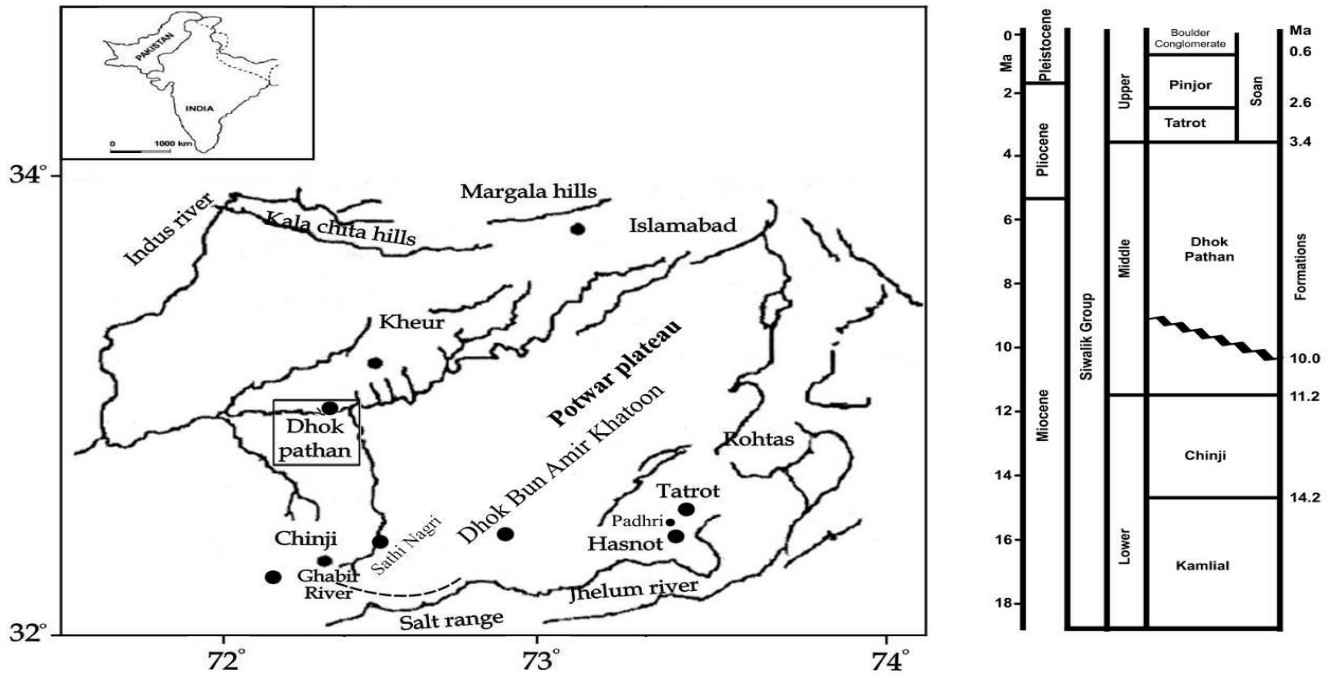 PAKISTAN
INDIA
0 1000 km
34°
32°
72°
73°
74°
Indus river
Kala chita hills
Margala hills
Islamabad
Kheur
Dhok
pathan
Potwar plateau
Dhok Bun Amir Khatoon
Rohtas
Tatrot
Padhri
Hasnot
Chinji
Sathi Nagri
Ghabir
River
Jhelum river
Salt range
Ma
0
2
4
6
8
10
12
14
16
18
Pleistocene
Pliocene
Miocene
Siwalik Group
Upper
Middle
Lower
Boulder
Conglomerate
Pinjor
Tatrot
Soan
Dhok
Pathan
Chinji
Kamlial
Formations
Ma
0.6
2.6
3.4
10.0
11.2
14.2